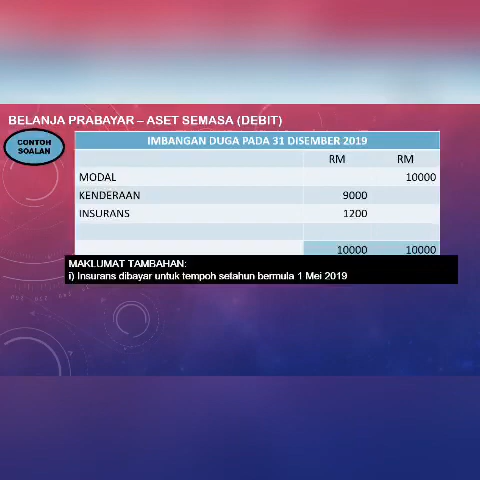 BELANJA PRABAYAR – ASET SEMASA (DEBIT)
CONTOH
SOALAN
IMBANGAN DUGA PADA 31 DISEMBER 2019
RM RM
MODAL 10000
KENDERAAN 9000
INSURANS 1200
10000 10000
MAKLUMAT TAMBAHAN:
i) Insurans dibayar untuk tempoh setahun bermula 1 Mei 2019